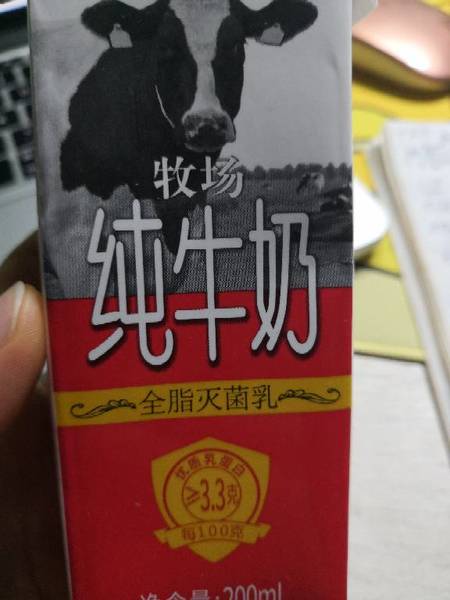 牧场
纯牛奶
全脂灭菌乳
优质乳蛋白
≥3.3克
每100克
净含量:200ml